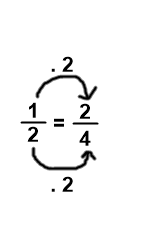 . 2
1/2 = 2/4
. 2